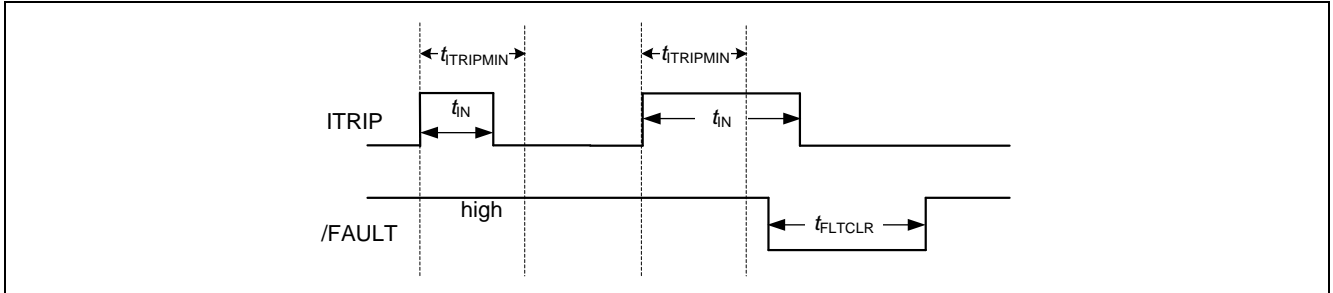 tITRIPMIN tITRIPMIN
ITRIP tIN tIN
high
/FAULT tFLTCLR